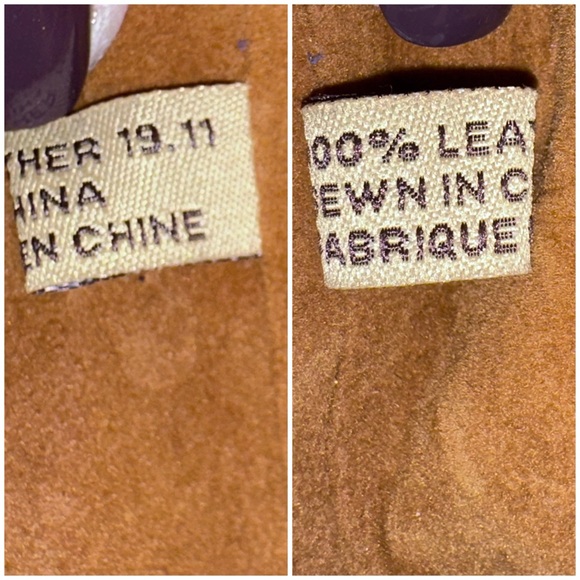 THER 19.11
HINA
EN CHINE
00% LEAT
EWN IN C
ABRIQUE